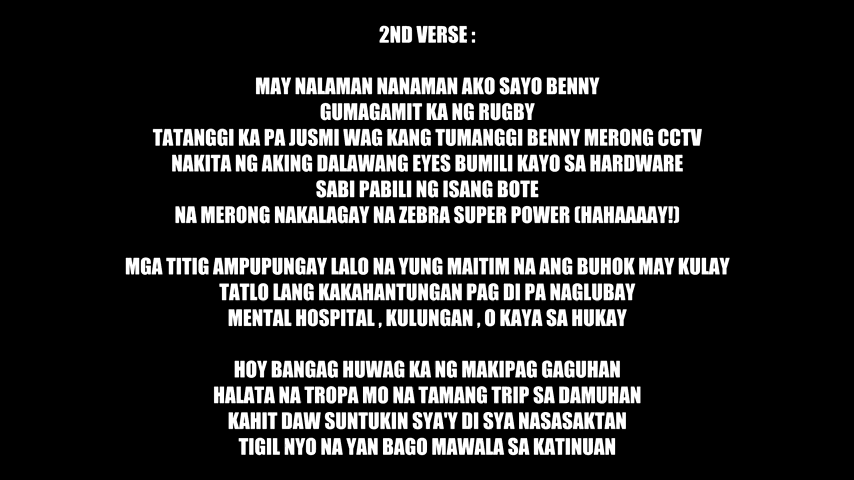 2ND VERSE :
MAY NALAMAN NANAMAN AKO SAYO BENNY
GUMAGAMIT KA NG RUGBY
TATANGGI KA PA JUSMI WAG KANG TUMANGGI BENNY MERONG CCTV
NAKITA NG AKING DALAWANG EYES BUMILI KAYO SA HARDWARE
SABI PABILI NG ISANG BOTE
NA MERONG NAKALAGAY NA ZEBRA SUPER POWER (HAHAAAAY!)
MGA TITIG AMPUPUNGAY LALO NA YUNG MAITIM NA ANG BUHOK MAY KULAY
TATLO LANG KAKAHANTUNGAN PAG DI PA NAGLUBAY
MENTAL HOSPITAL , KULUNGAN , O KAYA SA HUKAY
HOY BANGAG HUWAG KA NG MAKIPAG GAGUHAN
HALATA NA TROPA MO NA TAMANG TRIP SA DAMUHAN
KAHIT DAW SUNTUKIN SYA'Y DI SYA NASASAKTAN
TIGIL NYO NA YAN BAGO MAWALA SA KATINUAN